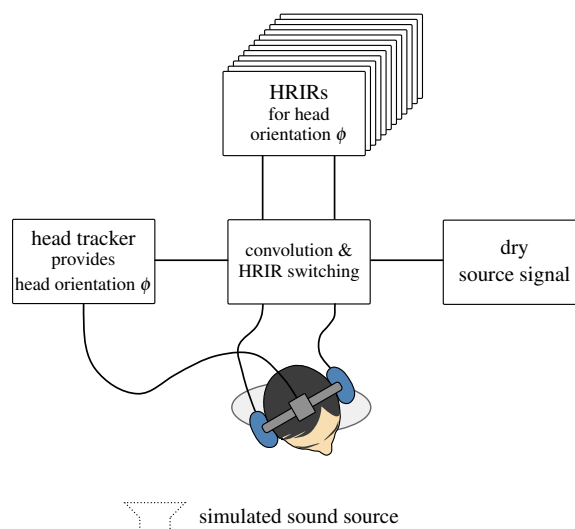 HRIRs
for head
orientation ϕ
head tracker
provides
head orientation ϕ
convolution &
HRIR switching
dry
source signal
simulated sound source